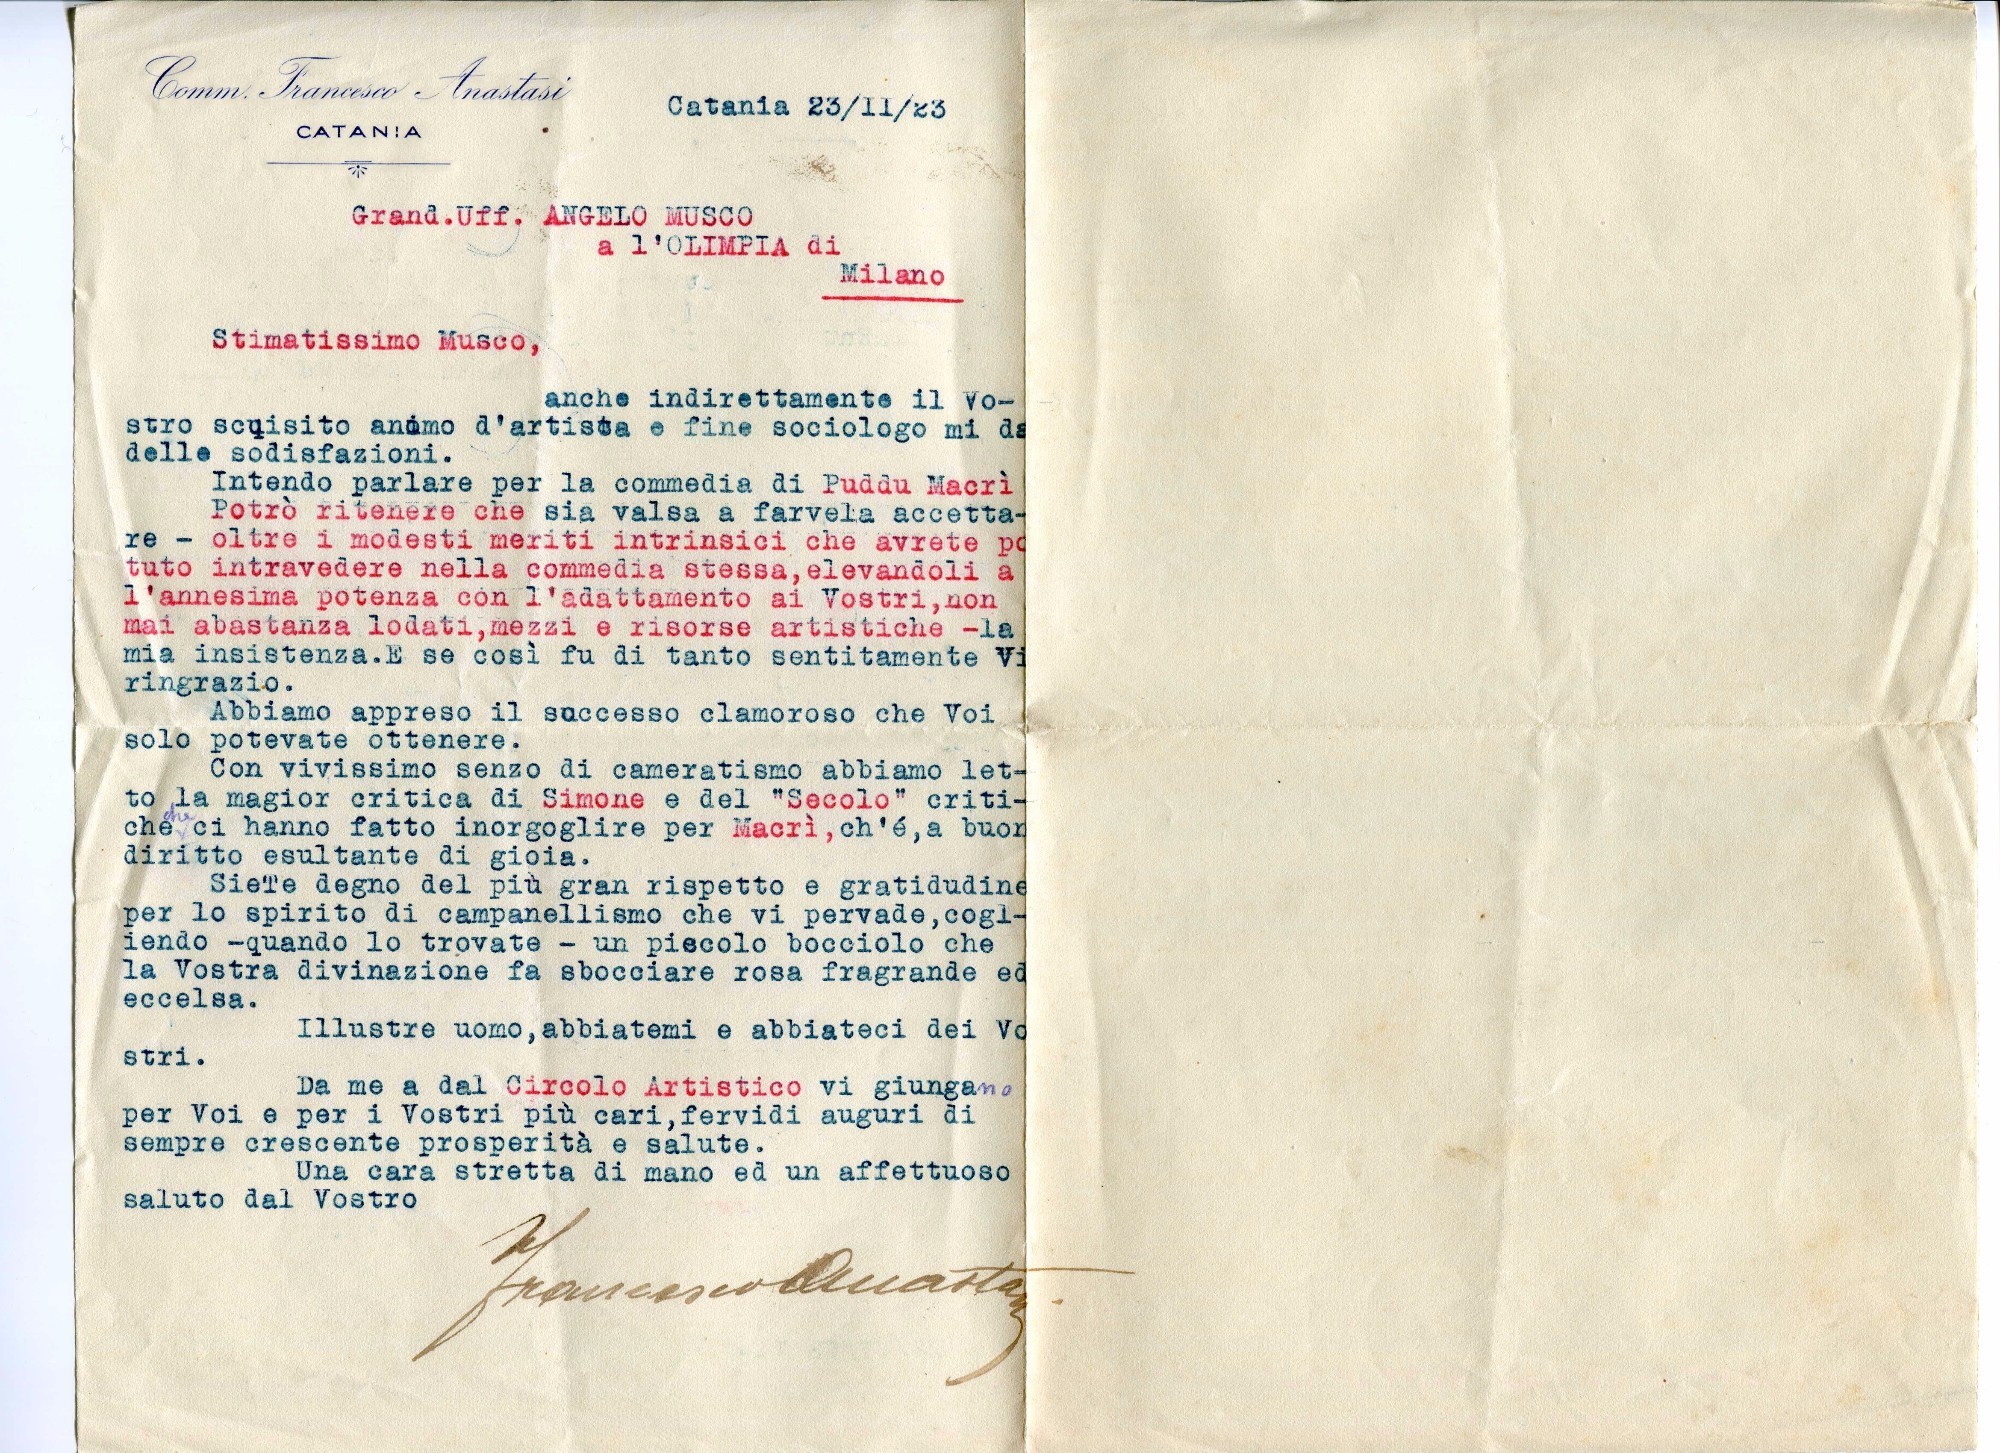 Comm. Francesco Anastasi
CATANIA
Catania 23/II/23
Grand.Uff. ANGELO MUSCO
a l'OLIMPIA di
Milano
Stimatissimo Musco,
anche indirettamente il Vo-
stro squisito animo d'artista e fine sociologo mi da
delle sodisfazioni.
Intendo parlare per la commedia di Puddu Macrì
Potrò ritenere che sia valsa a farvela accetta-
re - oltre i modesti meriti intrinsici che avrete po
tuto intravedere nella commedia stessa,elevandoli a
l'annesima potenza con l'adattamento ai Vostri,non
mai abastanza lodati,mezzi e risorse artistiche -la
mia insistenza.E se così fu di tanto sentitamente Vi
ringrazio.
Abbiamo appreso il successo clamoroso che Voi
solo potevate ottenere.
Con vivissimo senzo di cameratismo abbiamo let-
to la magior critica di Simone e del "Secolo" criti-
che che ci hanno fatto inorgoglire per Macrì,ch'é,a buon
diritto esultante di gioia.
SieTe degno del più gran rispetto e gratidudine
per lo spirito di campanellismo che vi pervade,cogl-
iendo -quando lo trovate - un piccolo bocciolo che
la Vostra divinazione fa sbocciare rosa fragrande ed
eccelsa.
Illustre uomo,abbiatemi e abbiateci dei Vo
stri.
Da me a dal Circolo Artistico vi giungano
per Voi e per i Vostri più cari,fervidi auguri di
sempre crescente prosperità e salute.
Una cara stretta di mano ed un affettuoso
saluto dal Vostro
Francesco Anastasi